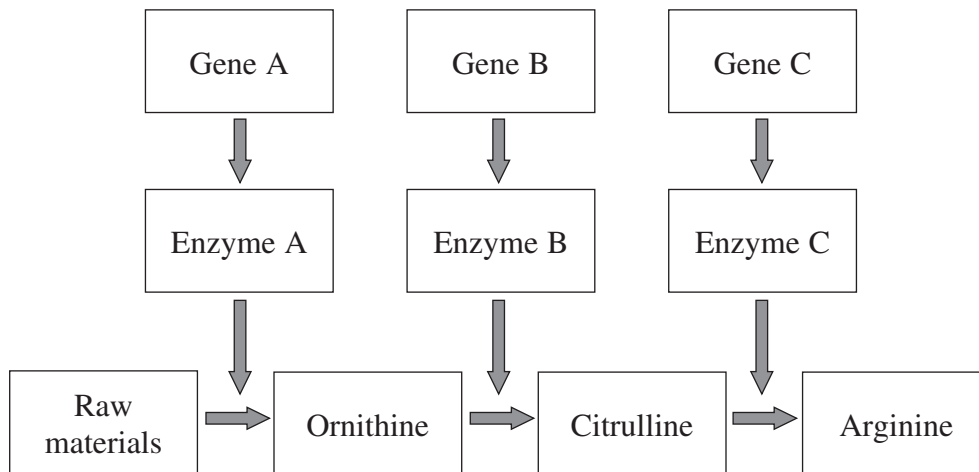 Gene A
Gene B
Gene C
Enzyme A
Enzyme B
Enzyme C
Raw
materials
Ornithine
Citrulline
Arginine